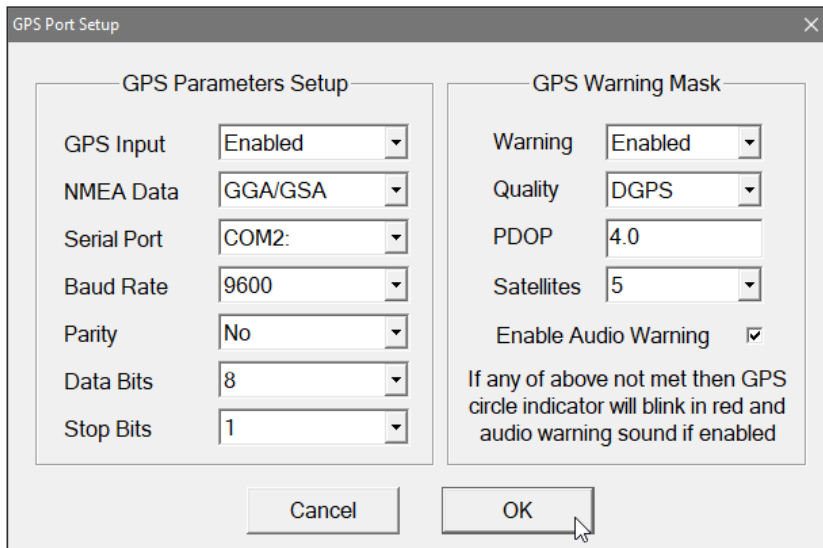 GPS Port Setup
GPS Parameters Setup
GPS Input Enabled
NMEA Data GGA/GSA
Serial Port COM2:
Baud Rate 9600
Parity No
Data Bits 8
Stop Bits 1
GPS Warning Mask
Warning Enabled
Quality DGPS
PDOP 4.0
Satellites 5
Enable Audio Warning
If any of above not met then GPS
circle indicator will blink in red and
audio warning sound if enabled
Cancel OK